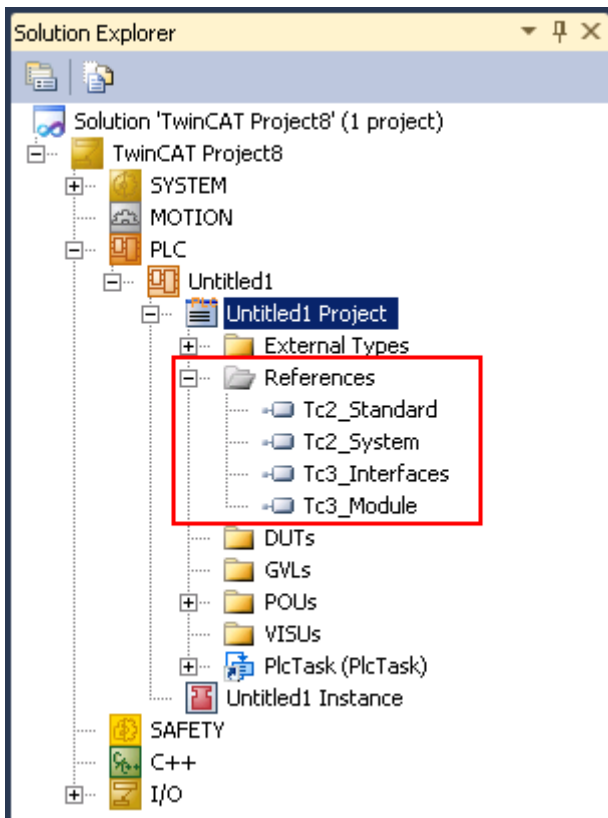 Solution Explorer
Solution 'TwinCAT Project8' (1 project)
TwinCAT Project8
SYSTEM
MOTION
PLC
Untitled1
PLC
Untitled1 Project
External Types
References
Tc2_Standard
Tc2_System
Tc3_Interfaces
Tc3_Module
DUTs
GVLs
POUs
VISUs
PlcTask (PlcTask)
Untitled1 Instance
SAFETY
C++
I/O